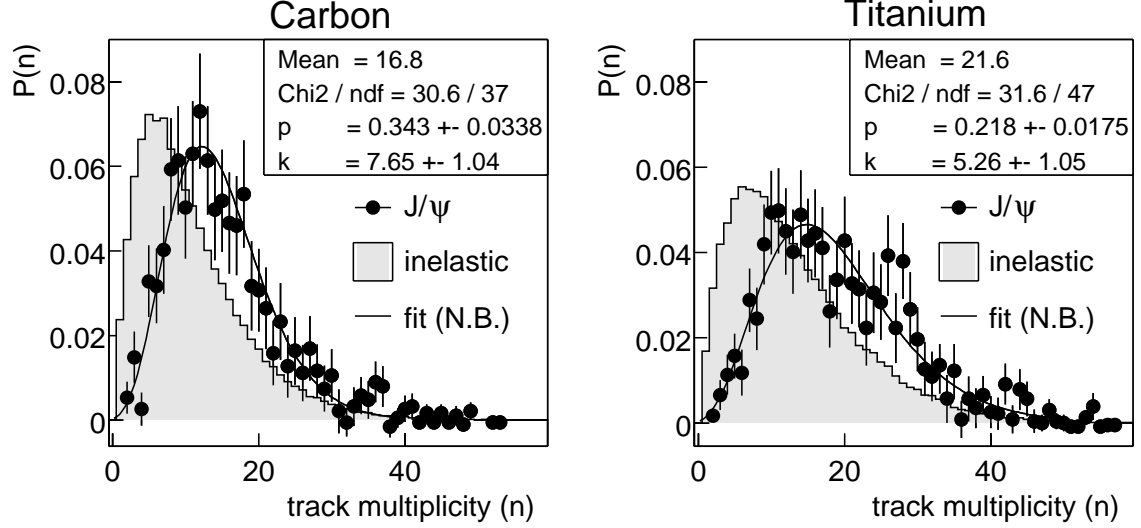 Carbon
P(n)
0.08
0.06
0.04
0.02
0
0 20 40
track multiplicity (n)
Mean = 16.8
Chi2 / ndf = 30.6 / 37
p = 0.343 +- 0.0338
k = 7.65 +- 1.04
J/ψ
inelastic
fit (N.B.)
Titanium
P(n)
0.08
0.06
0.04
0.02
0
0 20 40
track multiplicity (n)
Mean = 21.6
Chi2 / ndf = 31.6 / 47
p = 0.218 +- 0.0175
k = 5.26 +- 1.05
J/ψ
inelastic
fit (N.B.)